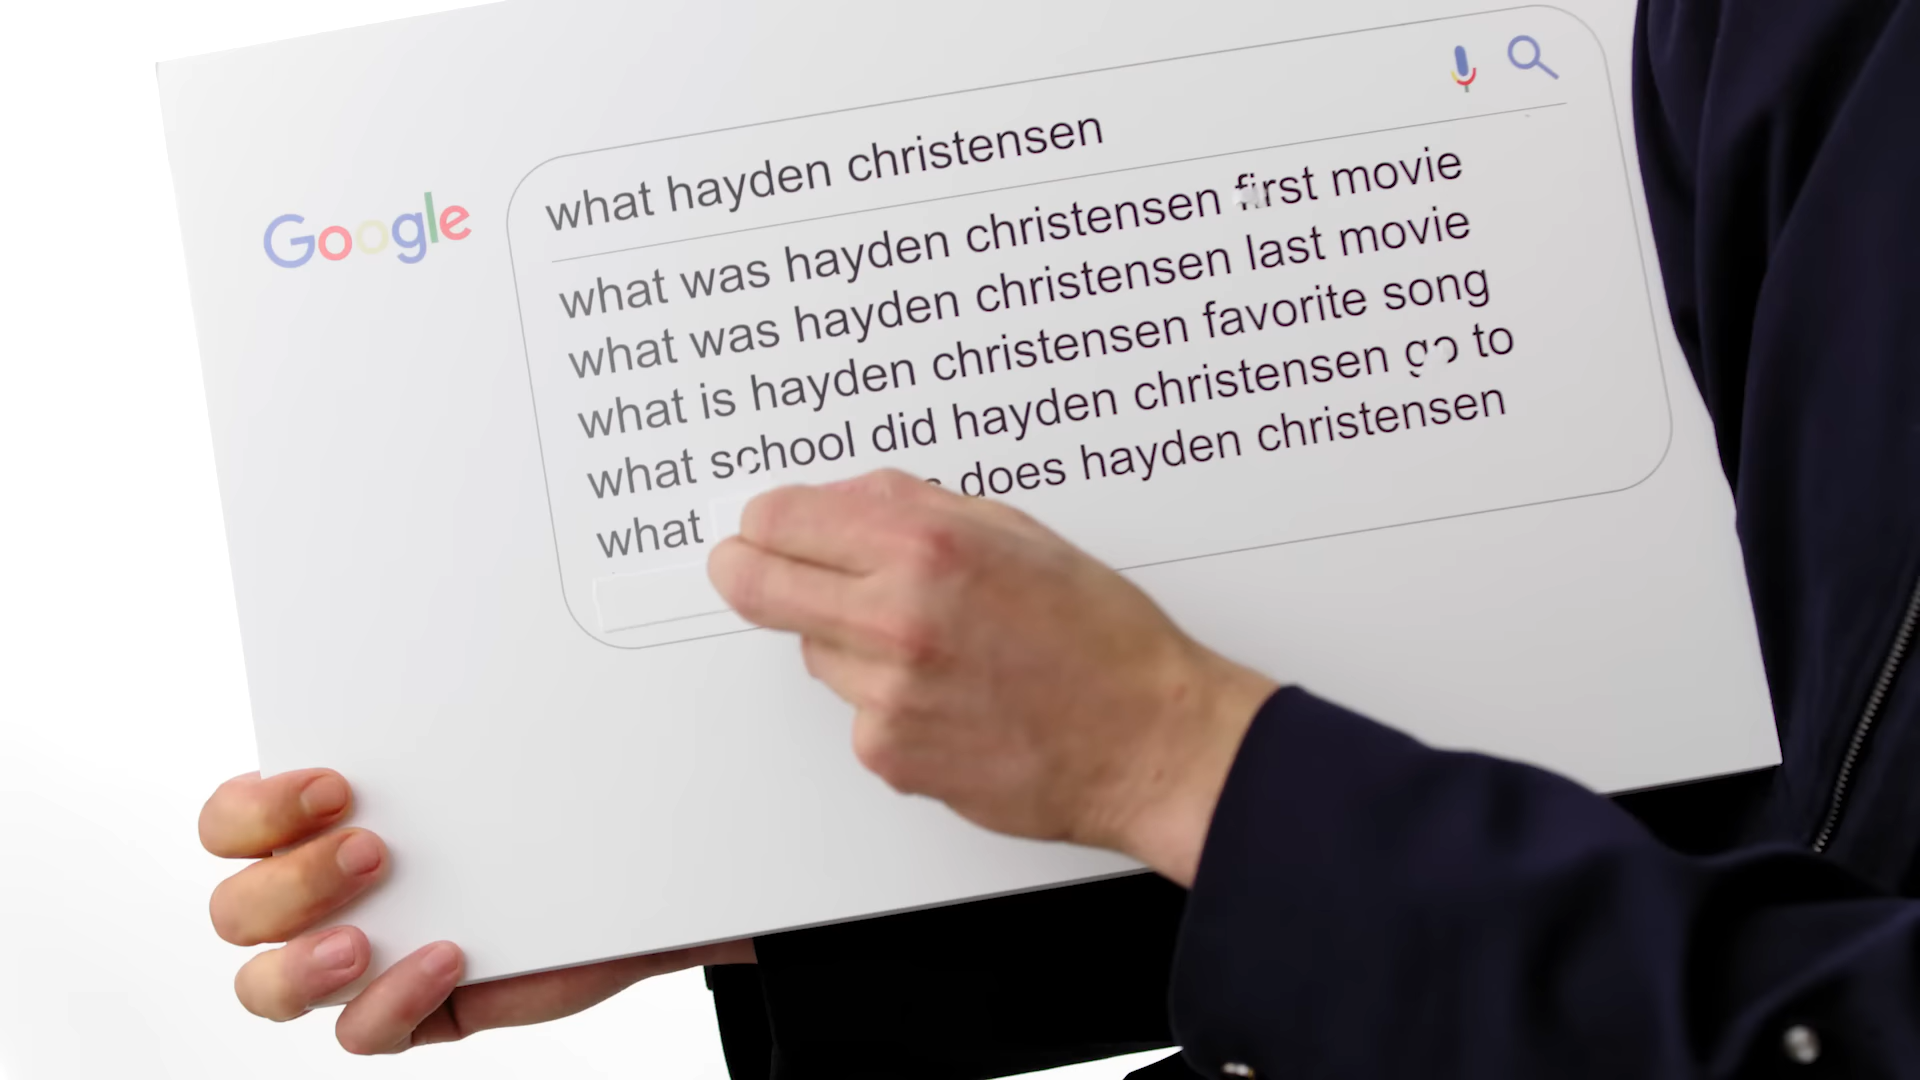 Google
what hayden christensen
what was hayden christensen first movie
what was hayden christensen last movie
what is hayden christensen favorite song
what school did hayden christensen go to
what does hayden christensen